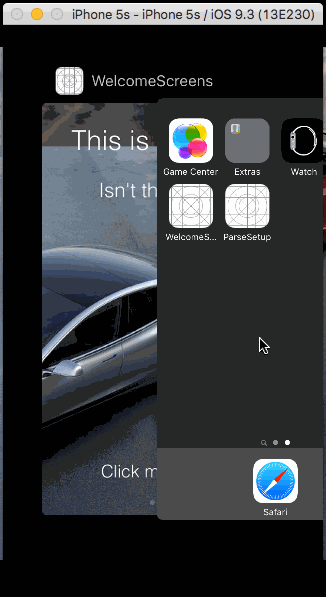 iPhone 5s - iPhone 5s / iOS 9.3 (13E230)
WelcomeScreens
This is
Isn't th
Click m
Game Center
Extras
Watch
WelcomeS...
ParseSetup
Safari